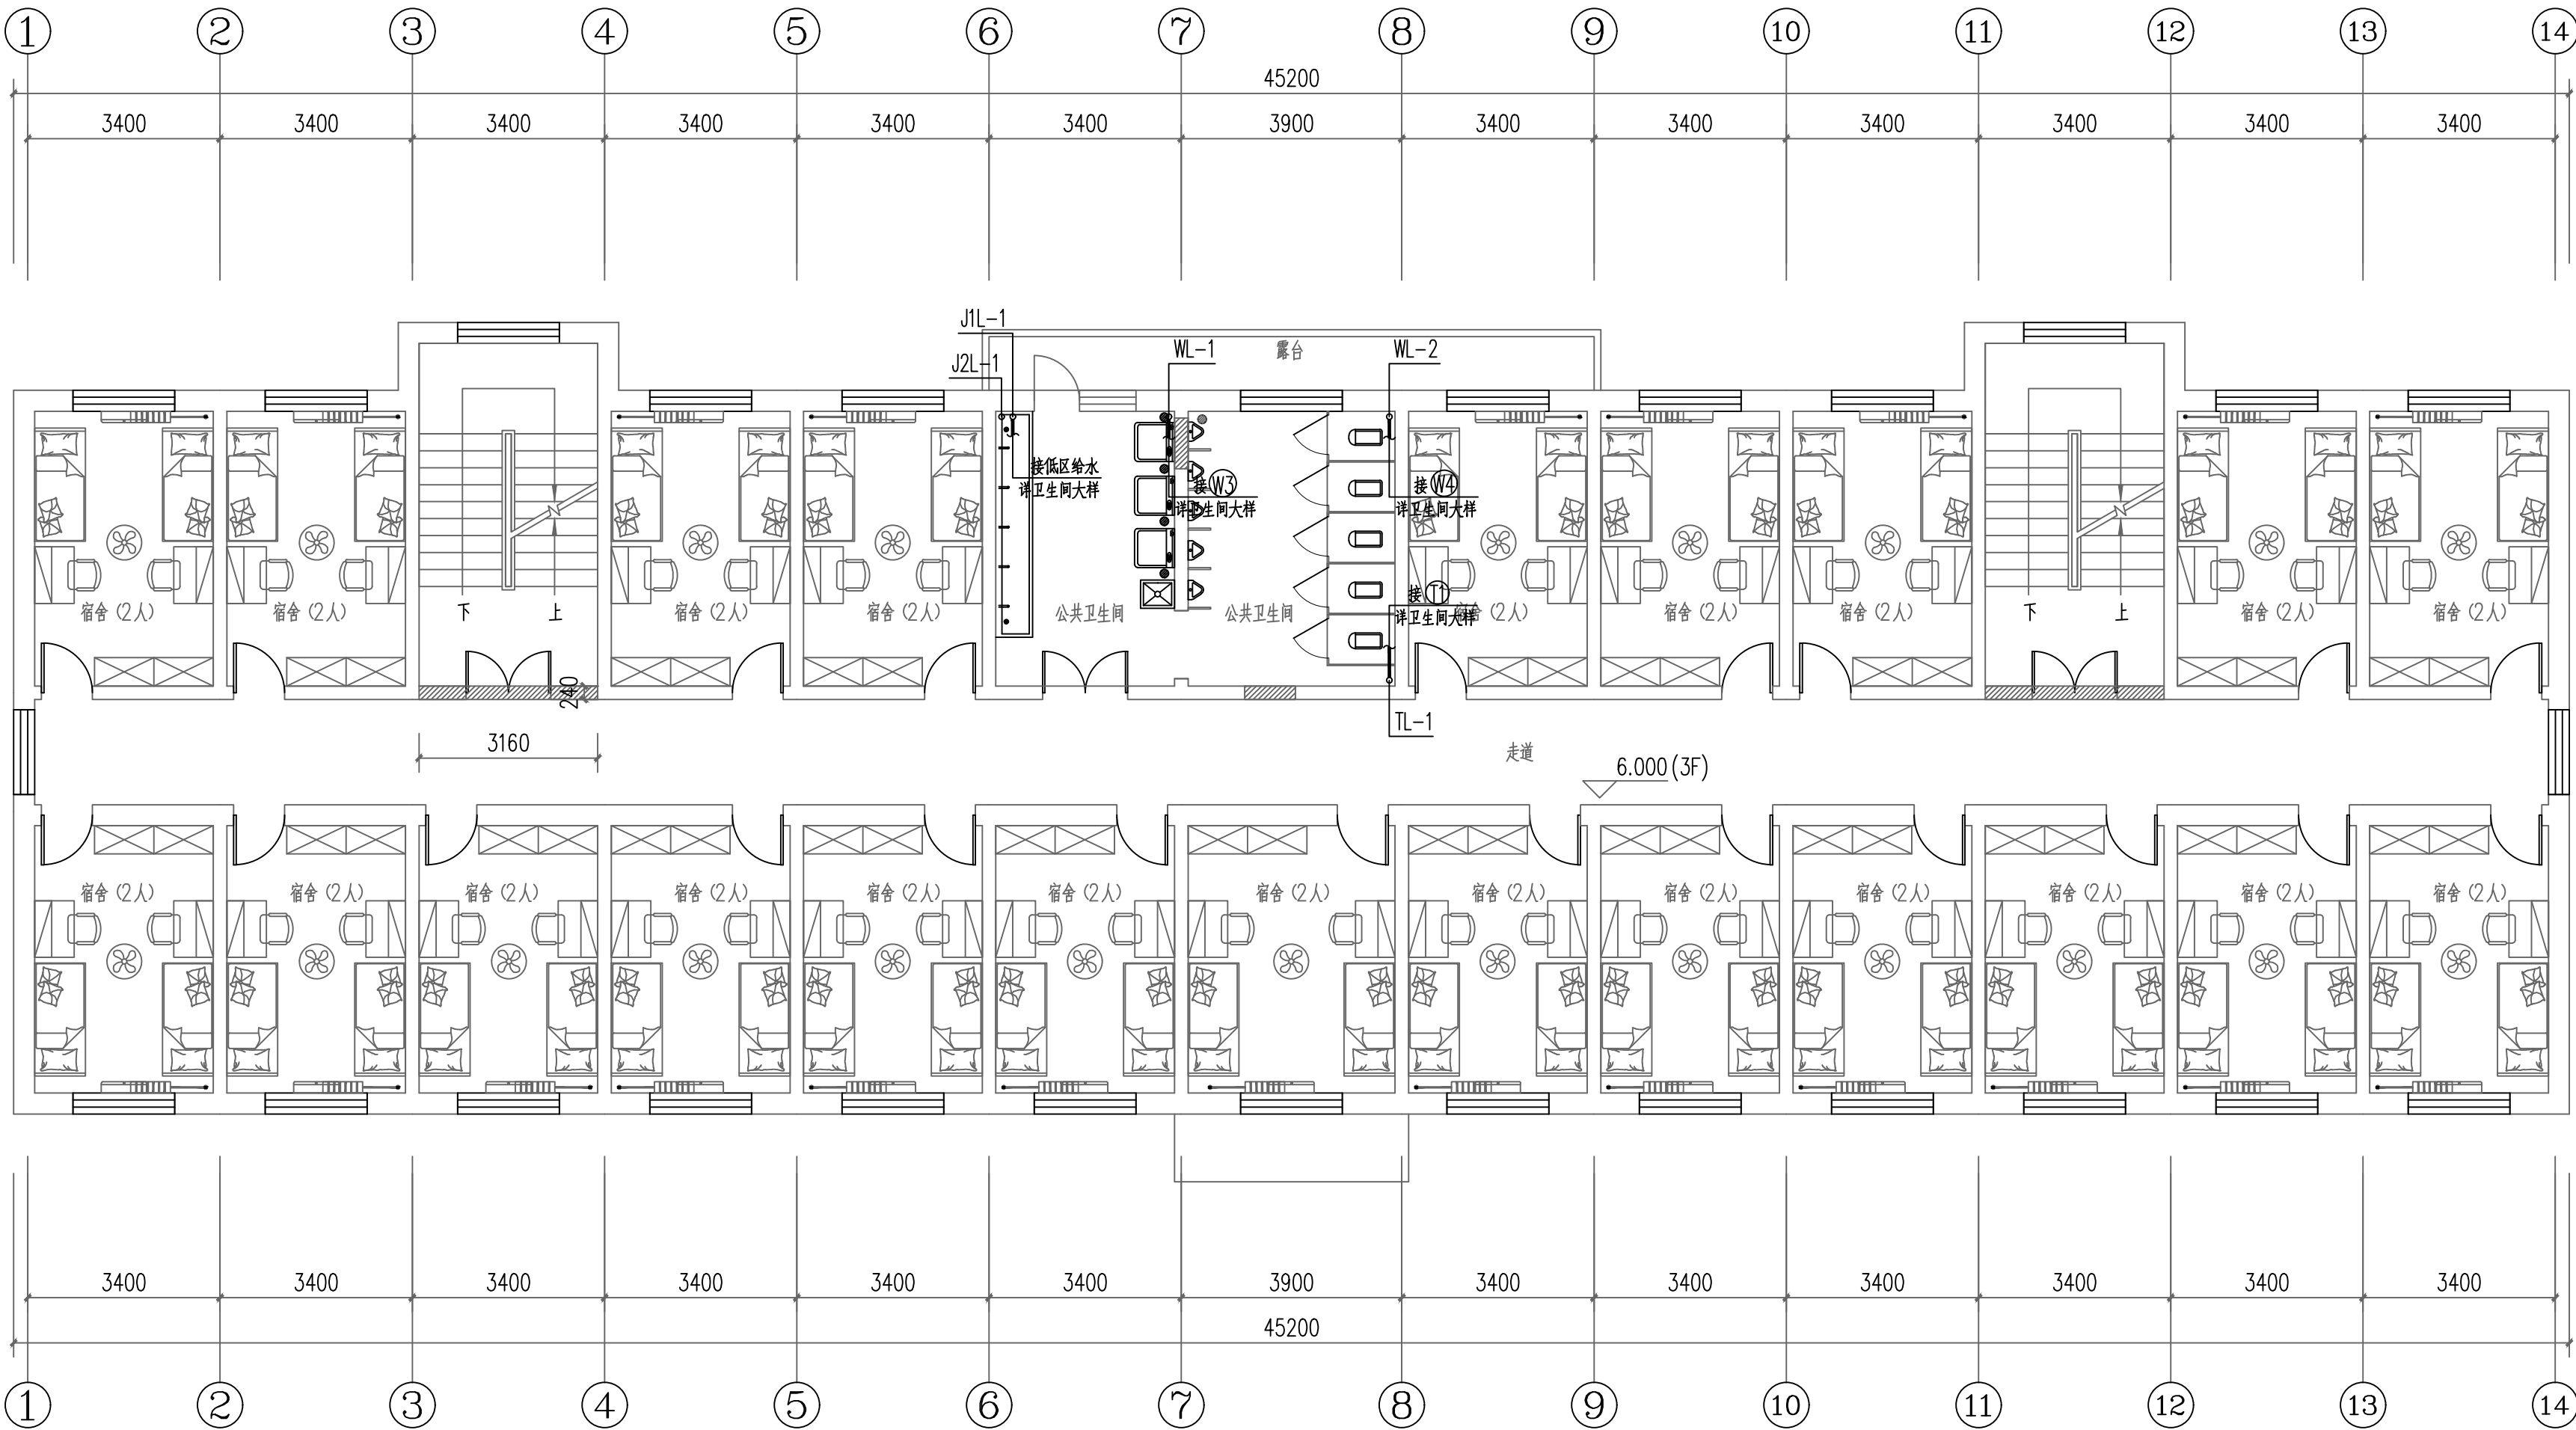 1 2 3 4 5 6 7 8 9 10 11 12 13 14
45200
3400 3400 3400 3400 3400 3400 3900 3400 3400 3400 3400 3400 3400
J1L-1
J2L-1
WL-1
露台
WL-2
接低区给水
详卫生间大样
接W3
详卫生间大样
接W4
详卫生间大样
接T1
详卫生间大样
宿舍 (2人) 宿舍 (2人) 下 上 宿舍 (2人) 宿舍 (2人) 公共卫生间 公共卫生间 宿舍 (2人) 宿舍 (2人) 宿舍 (2人) 下 上 宿舍 (2人) 宿舍 (2人)
240
TL-1
3160
走道
6.000(3F)
宿舍 (2人) 宿舍 (2人) 宿舍 (2人) 宿舍 (2人) 宿舍 (2人) 宿舍 (2人) 宿舍 (2人) 宿舍 (2人) 宿舍 (2人) 宿舍 (2人) 宿舍 (2人) 宿舍 (2人) 宿舍 (2人)
3400 3400 3400 3400 3400 3400 3900 3400 3400 3400 3400 3400 3400
45200
1 2 3 4 5 6 7 8 9 10 11 12 13 14